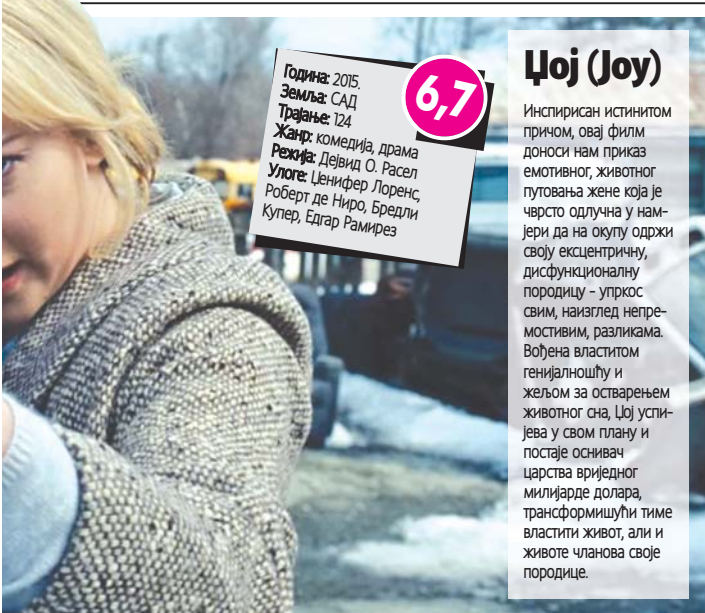 Година: 2015.
Земља: САД
Трајање: 124
Жанр: комедија, драма
Режија: Дејвид О. Расел
Улоге: Џенифер Лоренс,
Роберт де Ниро, Бредли
Купер, Едгар Рамирез
6,7
Џој (Joy)
Инспирисан истинитом
причом, овај филм
доноси нам приказ
емотивног, животног
путовања жене која је
чврсто одлучна у нам-
јери да на окупу одржи
своју ексцентричну,
дисфункционалну
породицу - упркос
свим, наизглед непре-
мостивим, разликама.
Вођена властитом
генијалношћу и
жељом за остварењем
животног сна, Џој успи-
јева у свом плану и
постаје оснивач
царства вриједног
милијарде долара,
трансформишући тиме
властити живот, али и
животе чланова своје
породице.